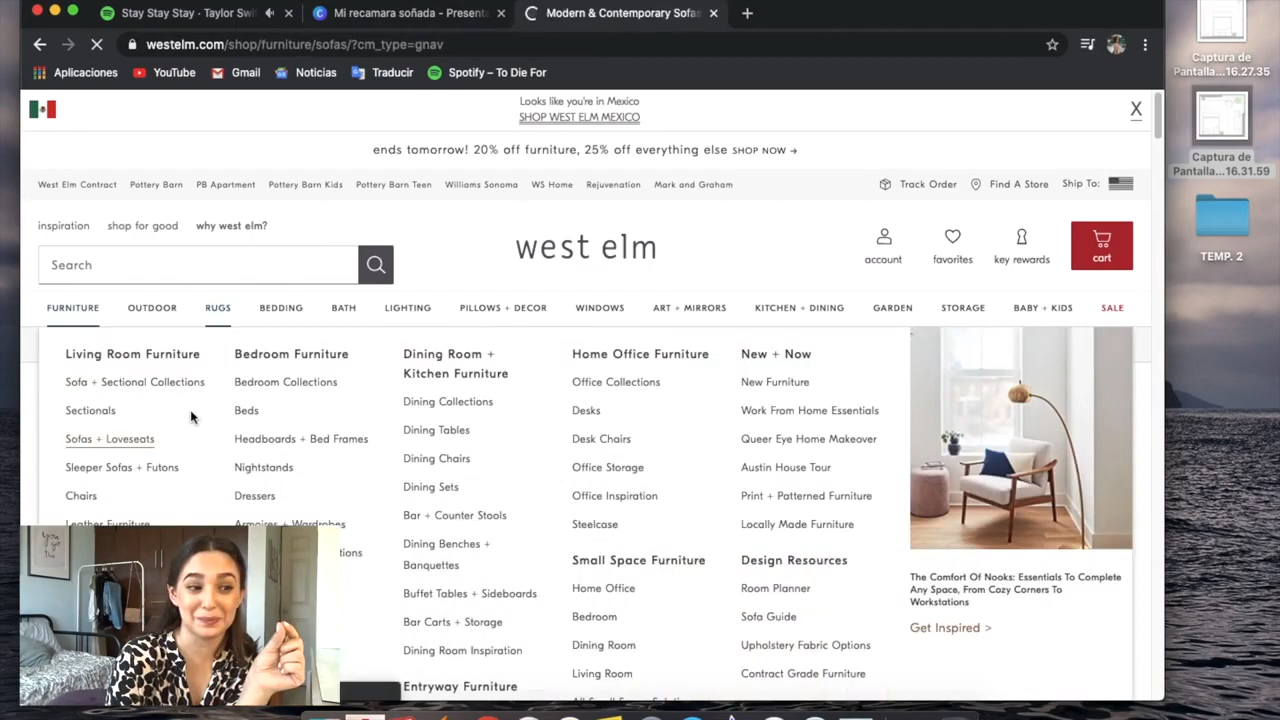 Stay Stay Stay · Taylor Swi
Mi recamara soñada - Present
Modern & Contemporary Sofas
westelm.com/shop/furniture/sofas/?cm_type=gnav
Aplicaciones
YouTube
Gmail
Noticias
Traducir
Spotify – To Die For
Looks like you're in Mexico
SHOP WEST ELM MEXICO
X
ends tomorrow! 20% off furniture, 25% off everything else SHOP NOW →
West Elm Contract
Pottery Barn
PB Apartment
Pottery Barn Kids
Pottery Barn Teen
Williams Sonoma
WS Home
Rejuvenation
Mark and Graham
Track Order
Find A Store
Ship To:
inspiration
shop for good
why west elm?
Search
west elm
account
favorites
key rewards
cart
FURNITURE
OUTDOOR
RUGS
BEDDING
BATH
LIGHTING
PILLOWS + DECOR
WINDOWS
ART + MIRRORS
KITCHEN + DINING
GARDEN
STORAGE
BABY + KIDS
SALE
Living Room Furniture
Sofa + Sectional Collections
Sectionals
Sofas + Loveseats
Sleeper Sofas + Futons
Chairs
Leather Furniture
Bedroom Furniture
Bedroom Collections
Beds
Headboards + Bed Frames
Nightstands
Dressers
Armoires + Wardrobes
tions
Dining Room +
Kitchen Furniture
Dining Collections
Dining Tables
Dining Chairs
Dining Sets
Bar + Counter Stools
Dining Benches +
Banquettes
Buffet Tables + Sideboards
Bar Carts + Storage
Dining Room Inspiration
Entryway Furniture
Home Office Furniture
Office Collections
Desks
Desk Chairs
Office Storage
Office Inspiration
Steelcase
Small Space Furniture
Home Office
Bedroom
Dining Room
Living Room
New + Now
New Furniture
Work From Home Essentials
Queer Eye Home Makeover
Austin House Tour
Print + Patterned Furniture
Locally Made Furniture
Design Resources
Room Planner
Sofa Guide
Upholstery Fabric Options
Contract Grade Furniture
The Comfort Of Nooks: Essentials To Complete
Any Space, From Cozy Corners To
Workstations
Get Inspired >
Captura de
Pantalla...16.27.35
Captura de
Pantalla...16.31.59
TEMP. 2